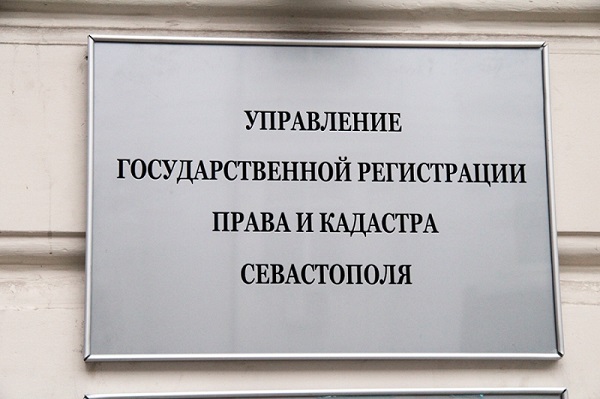 УПРАВЛЕНИЕ
ГОСУДАРСТВЕННОЙ РЕГИСТРАЦИИ
ПРАВА И КАДАСТРА
СЕВАСТОПОЛЯ